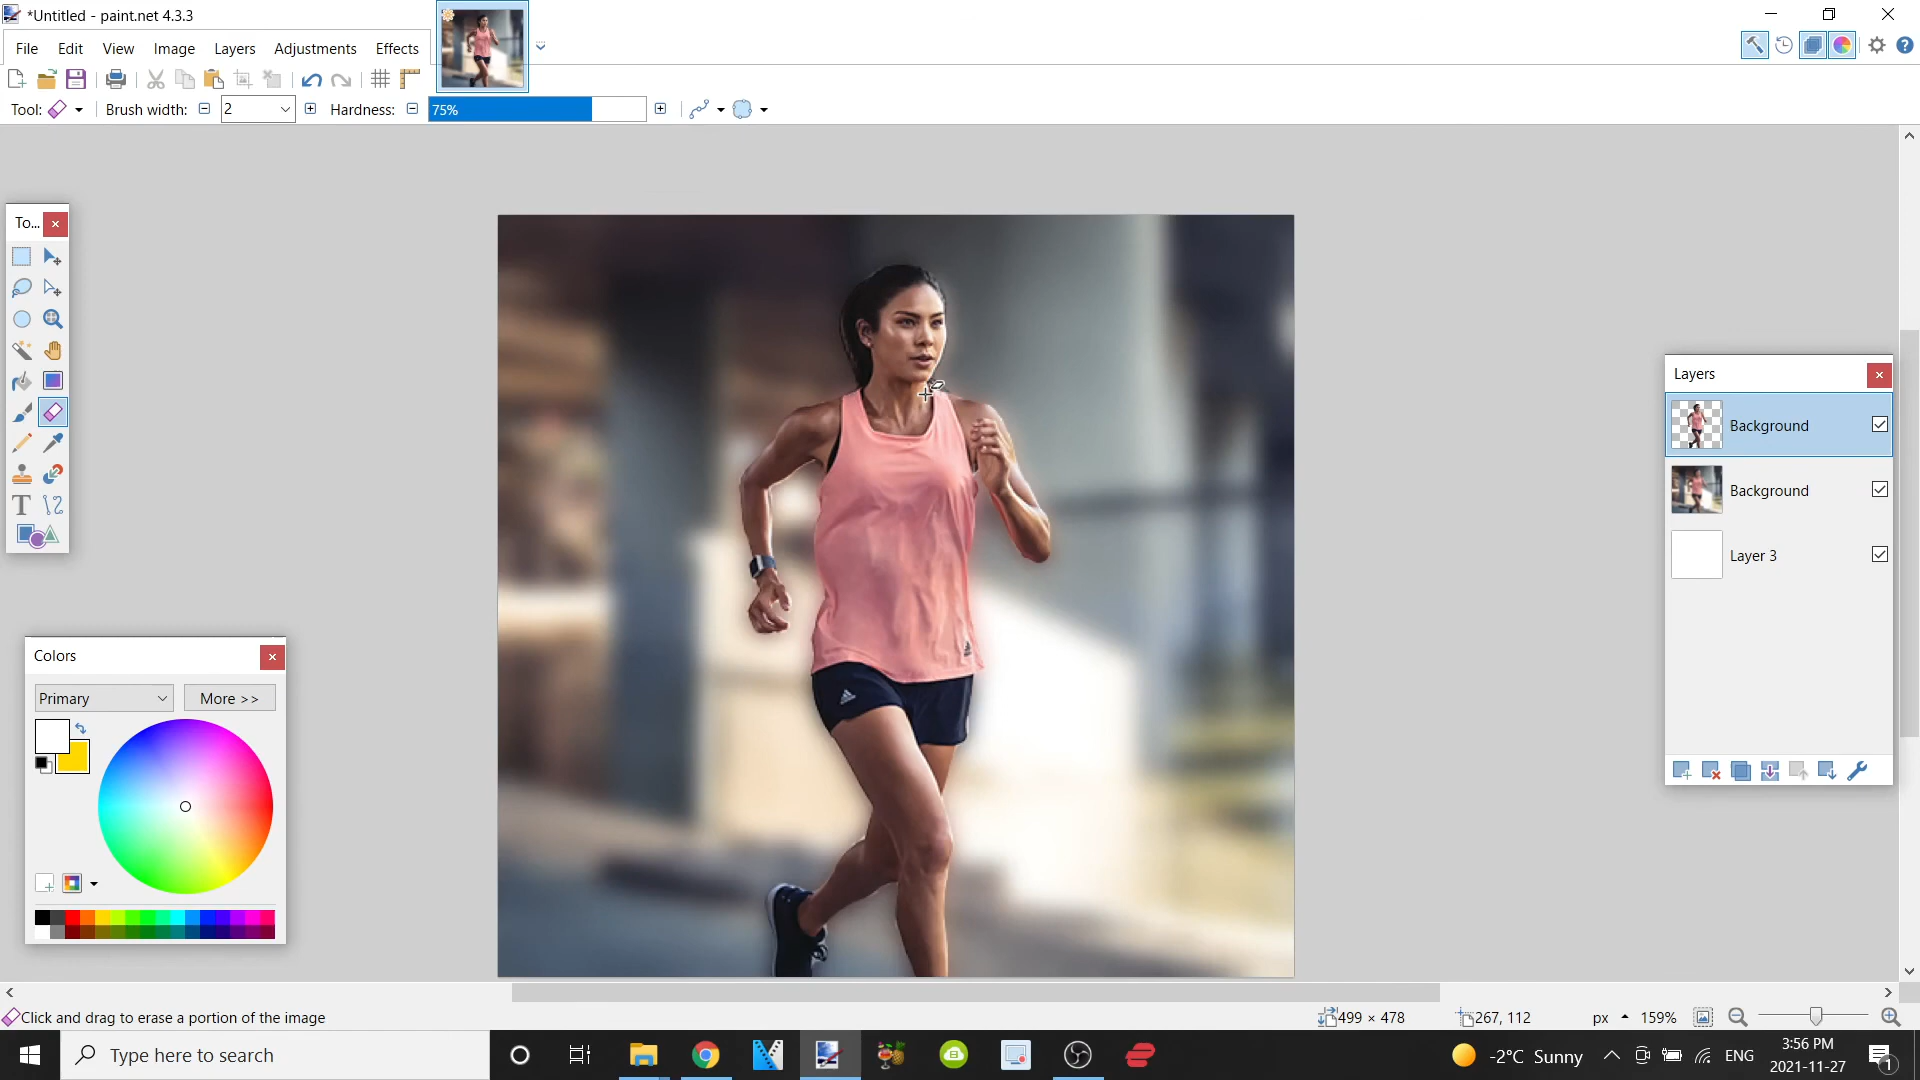 *Untitled - paint.net 4.3.3
File Edit View Image Layers Adjustments Effects
Tool: Brush width: 2 Hardness: 75%
To...
T
Layers
Background
Background
Layer 3
Colors
Primary More >>
Click and drag to erase a portion of the image
499 × 478 267, 112 px 159%
Type here to search
-2°C Sunny ENG
3:56 PM
2021-11-27
1